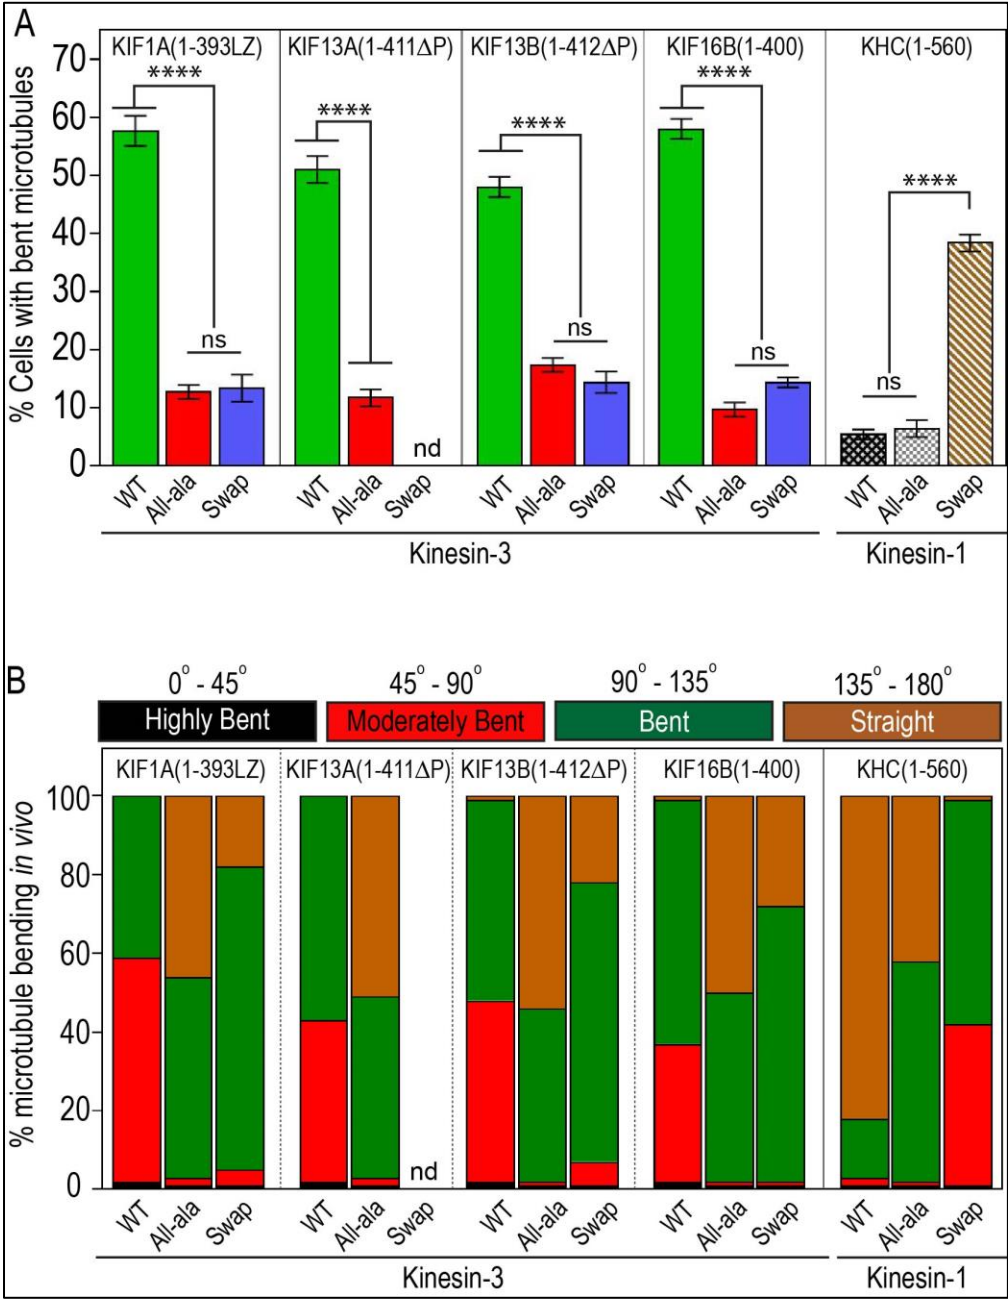 A
KIF1A(1-393LZ) KIF13A(1-411ΔP) KIF13B(1-412ΔP) KIF16B(1-400) KHC(1-560)
% Cells with bent microtubules
70
60
50
40
30
20
10
0
**** **** **** **** ****
ns ns ns ns
nd
WT All-ala Swap WT All-ala Swap WT All-ala Swap WT All-ala Swap WT All-ala Swap
Kinesin-3 Kinesin-1
B
0° - 45° 45° - 90° 90° - 135° 135° - 180°
Highly Bent Moderately Bent Bent Straight
KIF1A(1-393LZ) KIF13A(1-411ΔP) KIF13B(1-412ΔP) KIF16B(1-400) KHC(1-560)
% microtubule bending in vivo
100
80
60
40
20
0
nd
WT All-ala Swap WT All-ala Swap WT All-ala Swap WT All-ala Swap WT All-ala Swap
Kinesin-3 Kinesin-1